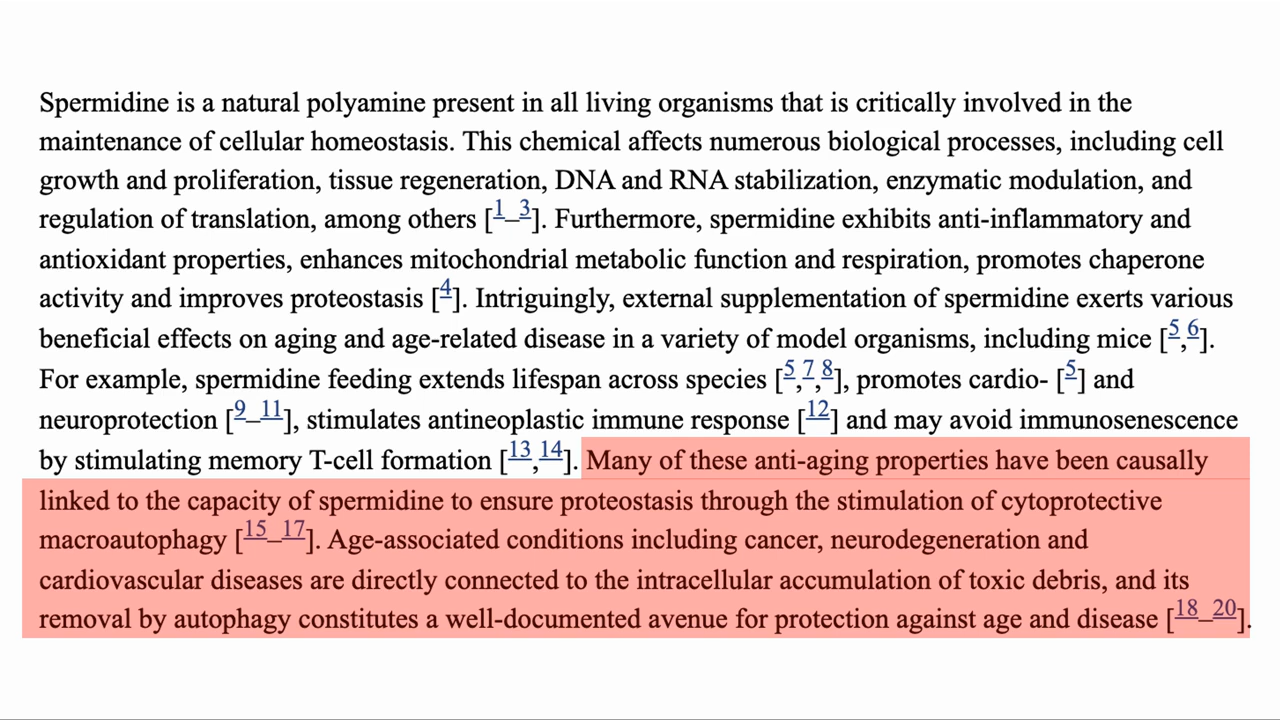 Spermidine is a natural polyamine present in all living organisms that is critically involved in the
maintenance of cellular homeostasis. This chemical affects numerous biological processes, including cell
growth and proliferation, tissue regeneration, DNA and RNA stabilization, enzymatic modulation, and
regulation of translation, among others [1–3]. Furthermore, spermidine exhibits anti-inflammatory and
antioxidant properties, enhances mitochondrial metabolic function and respiration, promotes chaperone
activity and improves proteostasis [4]. Intriguingly, external supplementation of spermidine exerts various
beneficial effects on aging and age-related disease in a variety of model organisms, including mice [5,6].
For example, spermidine feeding extends lifespan across species [5,7,8], promotes cardio- [5] and
neuroprotection [9–11], stimulates antineoplastic immune response [12] and may avoid immunosenescence
by stimulating memory T-cell formation [13,14]. Many of these anti-aging properties have been causally
linked to the capacity of spermidine to ensure proteostasis through the stimulation of cytoprotective
macroautophagy [15–17]. Age-associated conditions including cancer, neurodegeneration and
cardiovascular diseases are directly connected to the intracellular accumulation of toxic debris, and its
removal by autophagy constitutes a well-documented avenue for protection against age and disease [18–20].